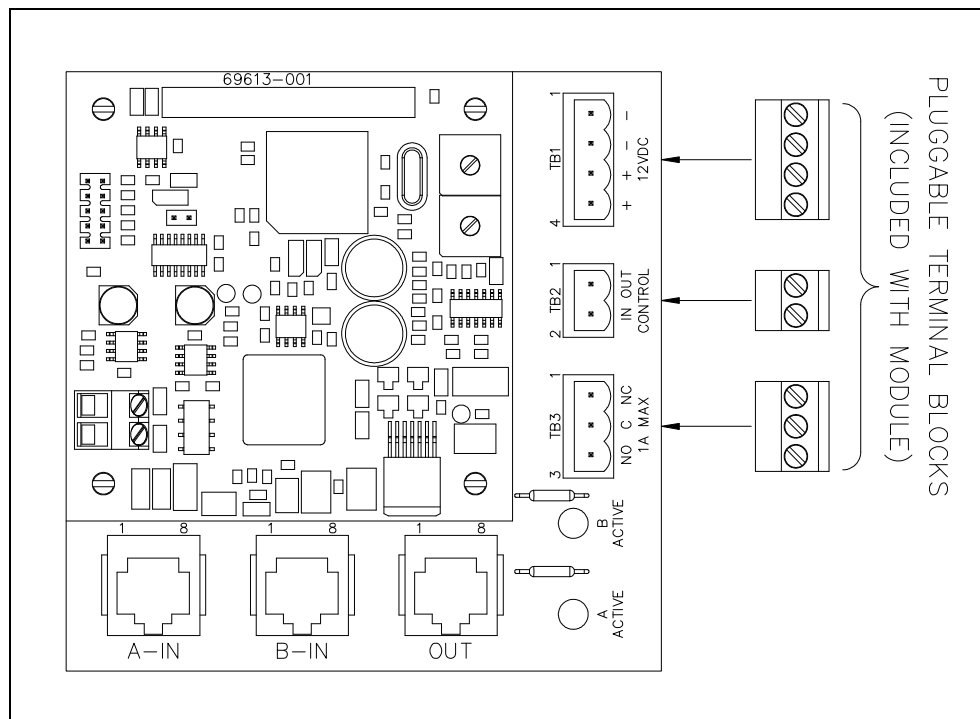 69613-001
1
TB1
4
- - + +
12VDC
1
TB2
2
IN OUT
CONTROL
1
TB3
3
NO C NC
1A MAX
B
ACTIVE
A
ACTIVE
1 8
1 8
1 8
A-IN
B-IN
OUT
PLUGGABLE TERMINAL BLOCKS
(INCLUDED WITH MODULE)